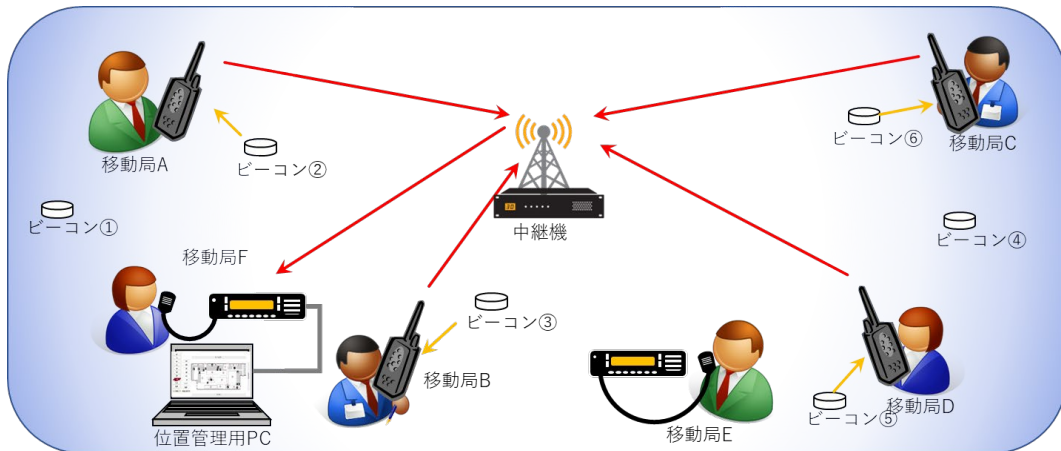 移動局A
ビーコン②
ビーコン⑥
移動局C
ビーコン①
中継機
ビーコン④
移動局F
ビーコン③
移動局B
ビーコン⑤
移動局D
移動局E
位置管理用PC